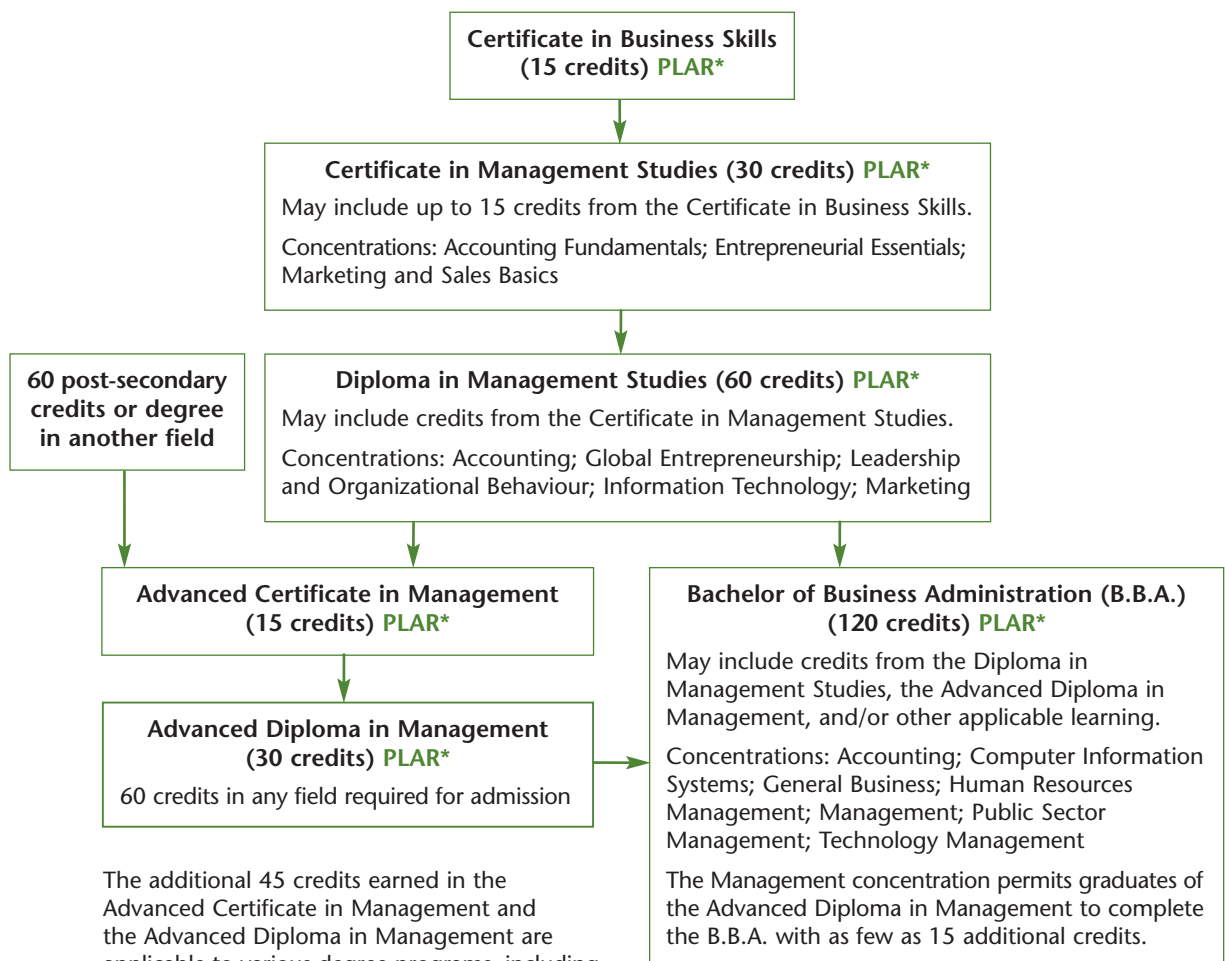 Certificate in Business Skills
(15 credits) PLAR*
Certificate in Management Studies (30 credits) PLAR*
May include up to 15 credits from the Certificate in Business Skills.
Concentrations: Accounting Fundamentals; Entrepreneurial Essentials;
Marketing and Sales Basics
60 post-secondary
credits or degree
in another field
Diploma in Management Studies (60 credits) PLAR*
May include credits from the Certificate in Management Studies.
Concentrations: Accounting; Global Entrepreneurship; Leadership
and Organizational Behaviour; Information Technology; Marketing
Advanced Certificate in Management
(15 credits) PLAR*
Advanced Diploma in Management
(30 credits) PLAR*
60 credits in any field required for admission
The additional 45 credits earned in the
Advanced Certificate in Management and
the Advanced Diploma in Management are
applicable to various degree programs, including
Bachelor of Business Administration (B.B.A.)
(120 credits) PLAR*
May include credits from the Diploma in
Management Studies, the Advanced Diploma in
Management, and/or other applicable learning.
Concentrations: Accounting; Computer Information
Systems; General Business; Human Resources
Management; Management; Public Sector
Management; Technology Management
The Management concentration permits graduates of
the Advanced Diploma in Management to complete
the B.B.A. with as few as 15 additional credits.